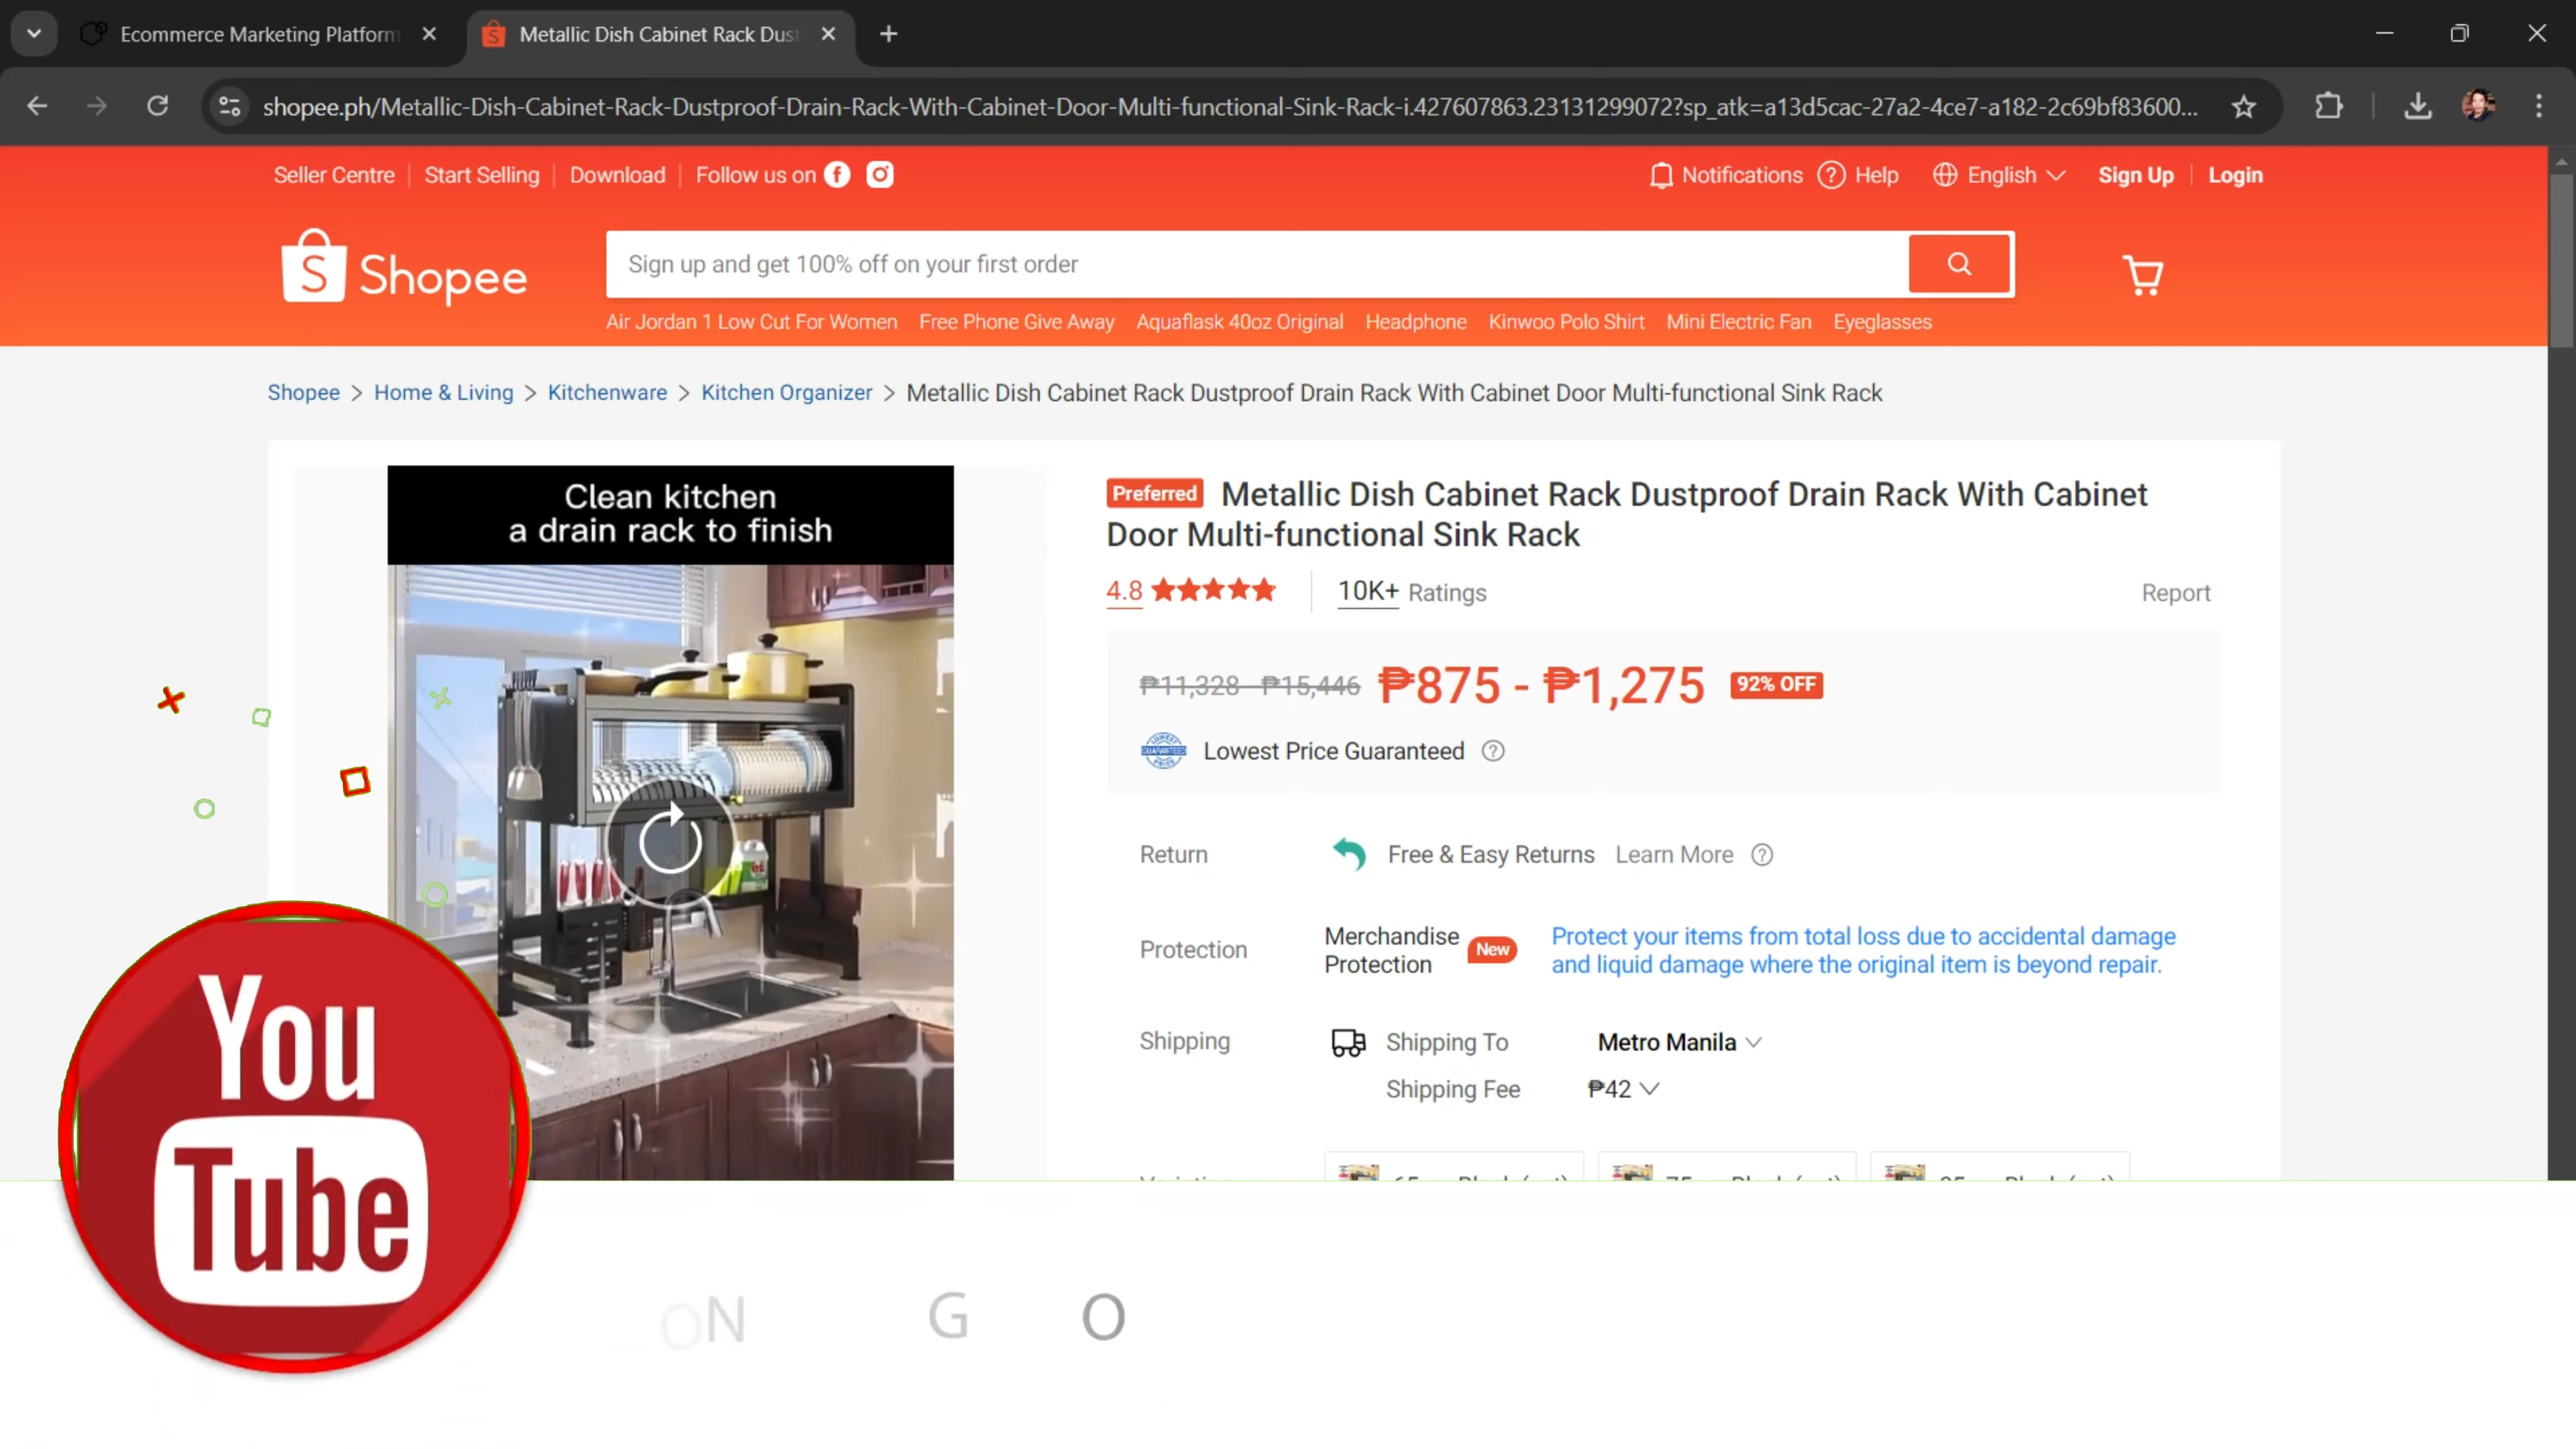 Ecommerce Marketing Platform
Metallic Dish Cabinet Rack Dust
shopee.ph/Metallic-Dish-Cabinet-Rack-Dustproof-Drain-Rack-With-Cabinet-Door-Multi-functional-Sink-Rack-i.427607863.23131299072?sp_atk=a13d5cac-27a2-4ce7-a182-2c69bf83600...
Seller Centre Start Selling Download Follow us on
Notifications Help English Sign Up Login
Shopee
Sign up and get 100% off on your first order
Air Jordan 1 Low Cut For Women Free Phone Give Away Aquaflask 40oz Original Headphone Kinwoo Polo Shirt Mini Electric Fan Eyeglasses
Shopee > Home & Living > Kitchenware > Kitchen Organizer > Metallic Dish Cabinet Rack Dustproof Drain Rack With Cabinet Door Multi-functional Sink Rack
Clean kitchen
a drain rack to finish
Preferred Metallic Dish Cabinet Rack Dustproof Drain Rack With Cabinet
Door Multi-functional Sink Rack
4.8 10K+ Ratings Report
₱11,328 - ₱15,446 ₱875 - ₱1,275 92% OFF
LOWEST GUARANTEED PRICE Lowest Price Guaranteed
Return Free & Easy Returns Learn More
Protection Merchandise Protection New Protect your items from total loss due to accidental damage
and liquid damage where the original item is beyond repair.
Shipping Shipping To Metro Manila
Shipping Fee ₱42
You
Tube
ON G O